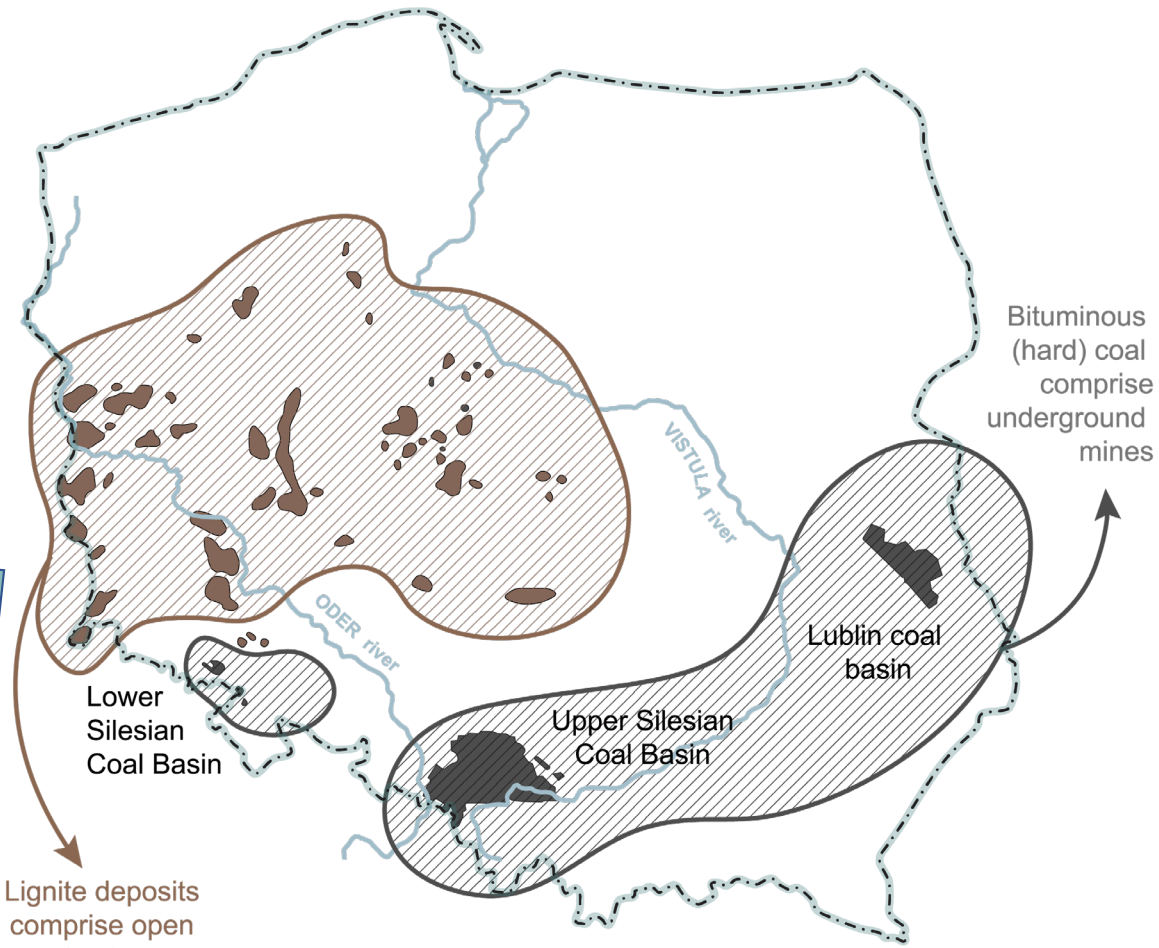 Bituminous
(hard) coal
comprise
underground
mines
VISTULA river
ODER river
Lublin coal
basin
Lower
Silesian
Coal Basin
Upper Silesian
Coal Basin
Lignite deposits
comprise open